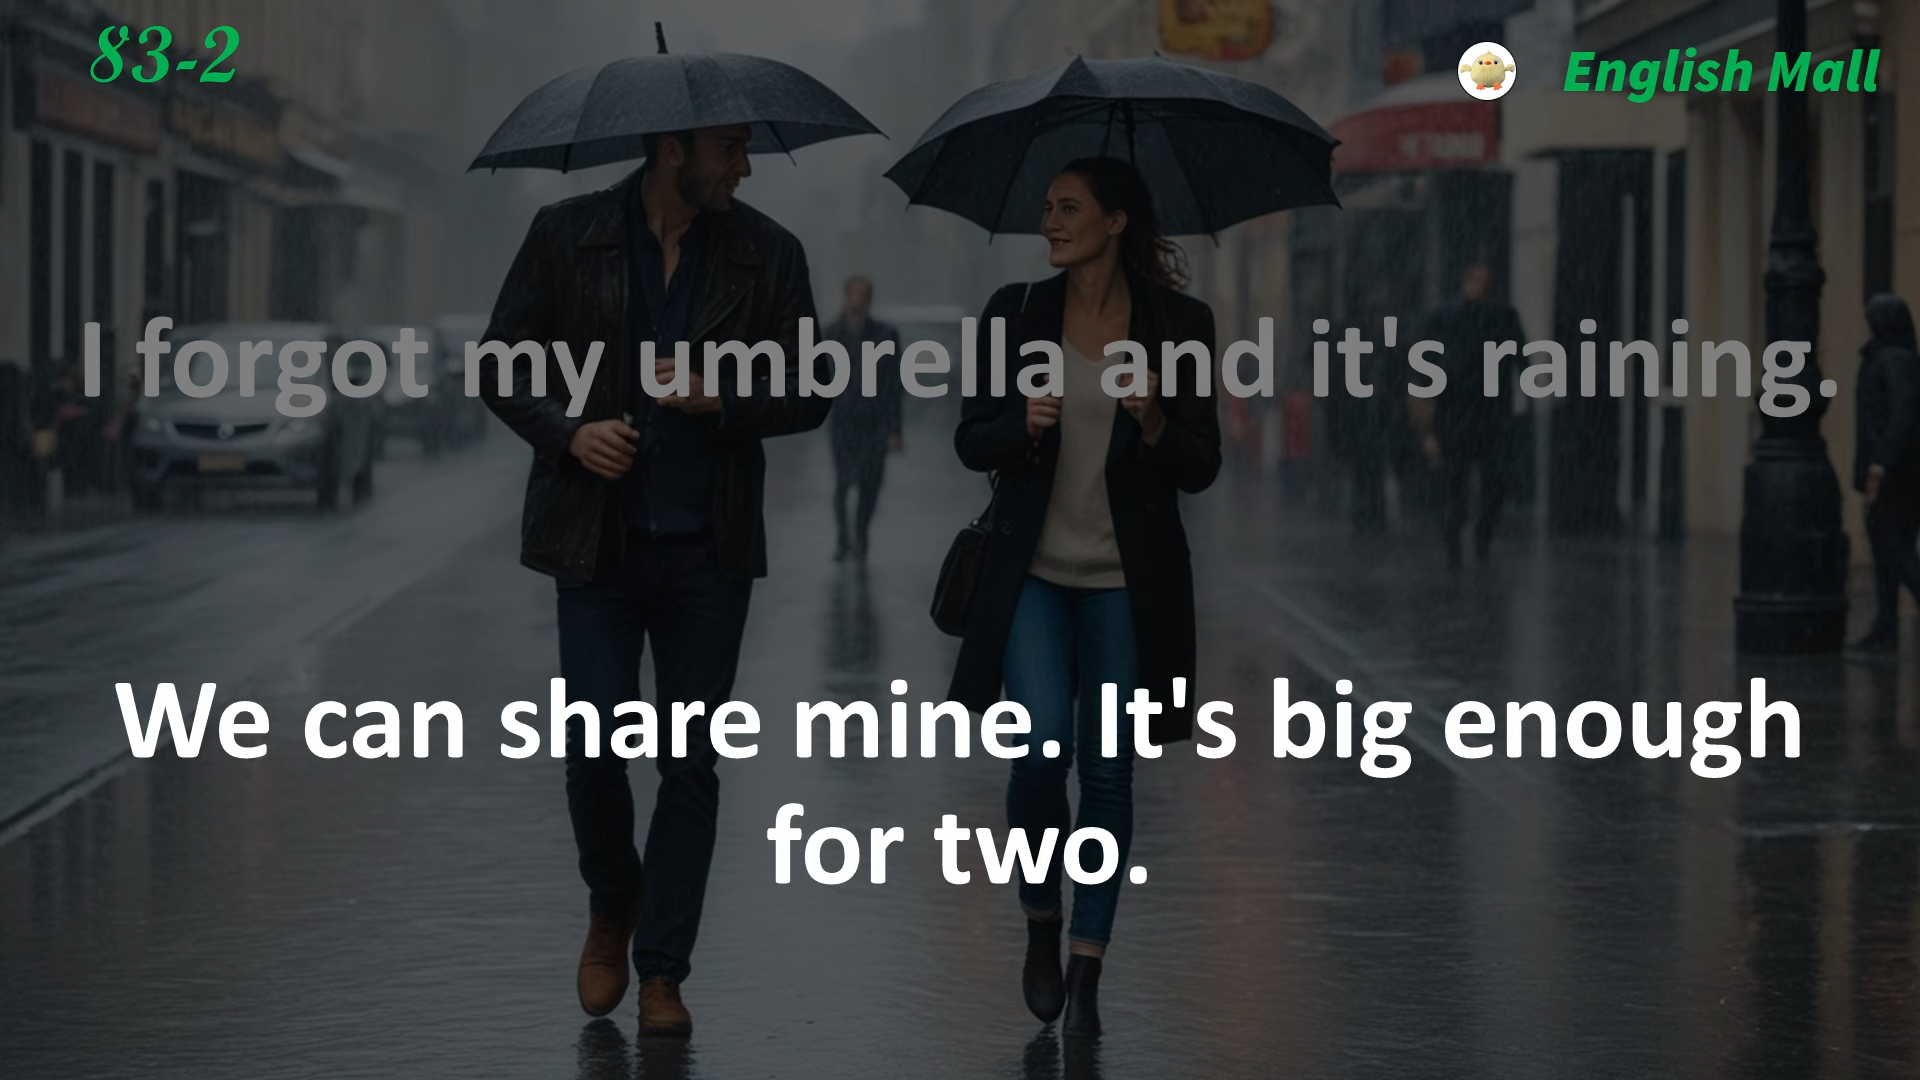 83-2
English Mall
I forgot my umbrella and it's raining.
We can share mine. It's big enough
for two.